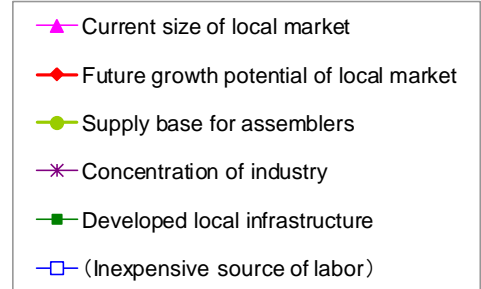 Current size of local market
Future growth potential of local market
Supply base for assemblers
Concentration of industry
Developed local infrastructure
（Inexpensive source of labor）